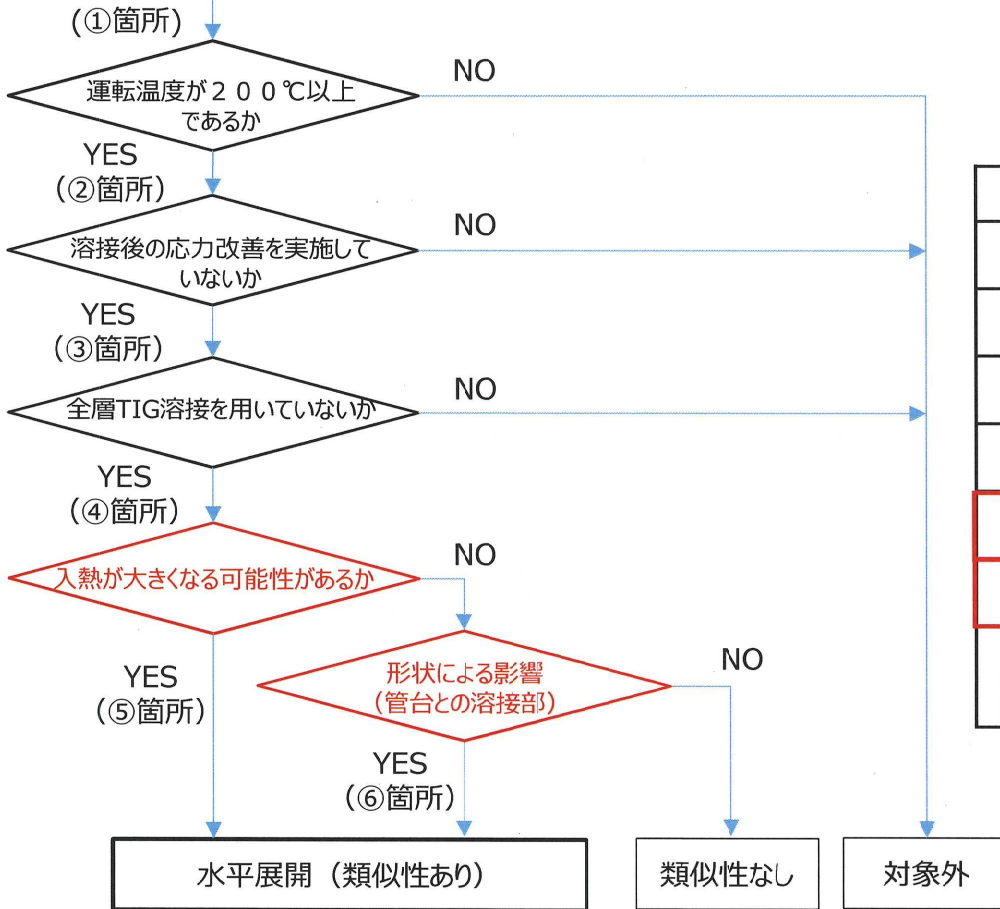 (①箇所)
運転温度が２００℃以上
であるか
NO
YES
(②箇所)
溶接後の応力改善を実施して
いないか
NO
YES
(③箇所)
全層TIG溶接を用いていないか
NO
YES
(④箇所)
入熱が大きくなる可能性があるか
NO
YES
(⑤箇所)
形状による影響
(管台との溶接部)
NO
YES
(⑥箇所)
水平展開（類似性あり）
類似性なし
対象外